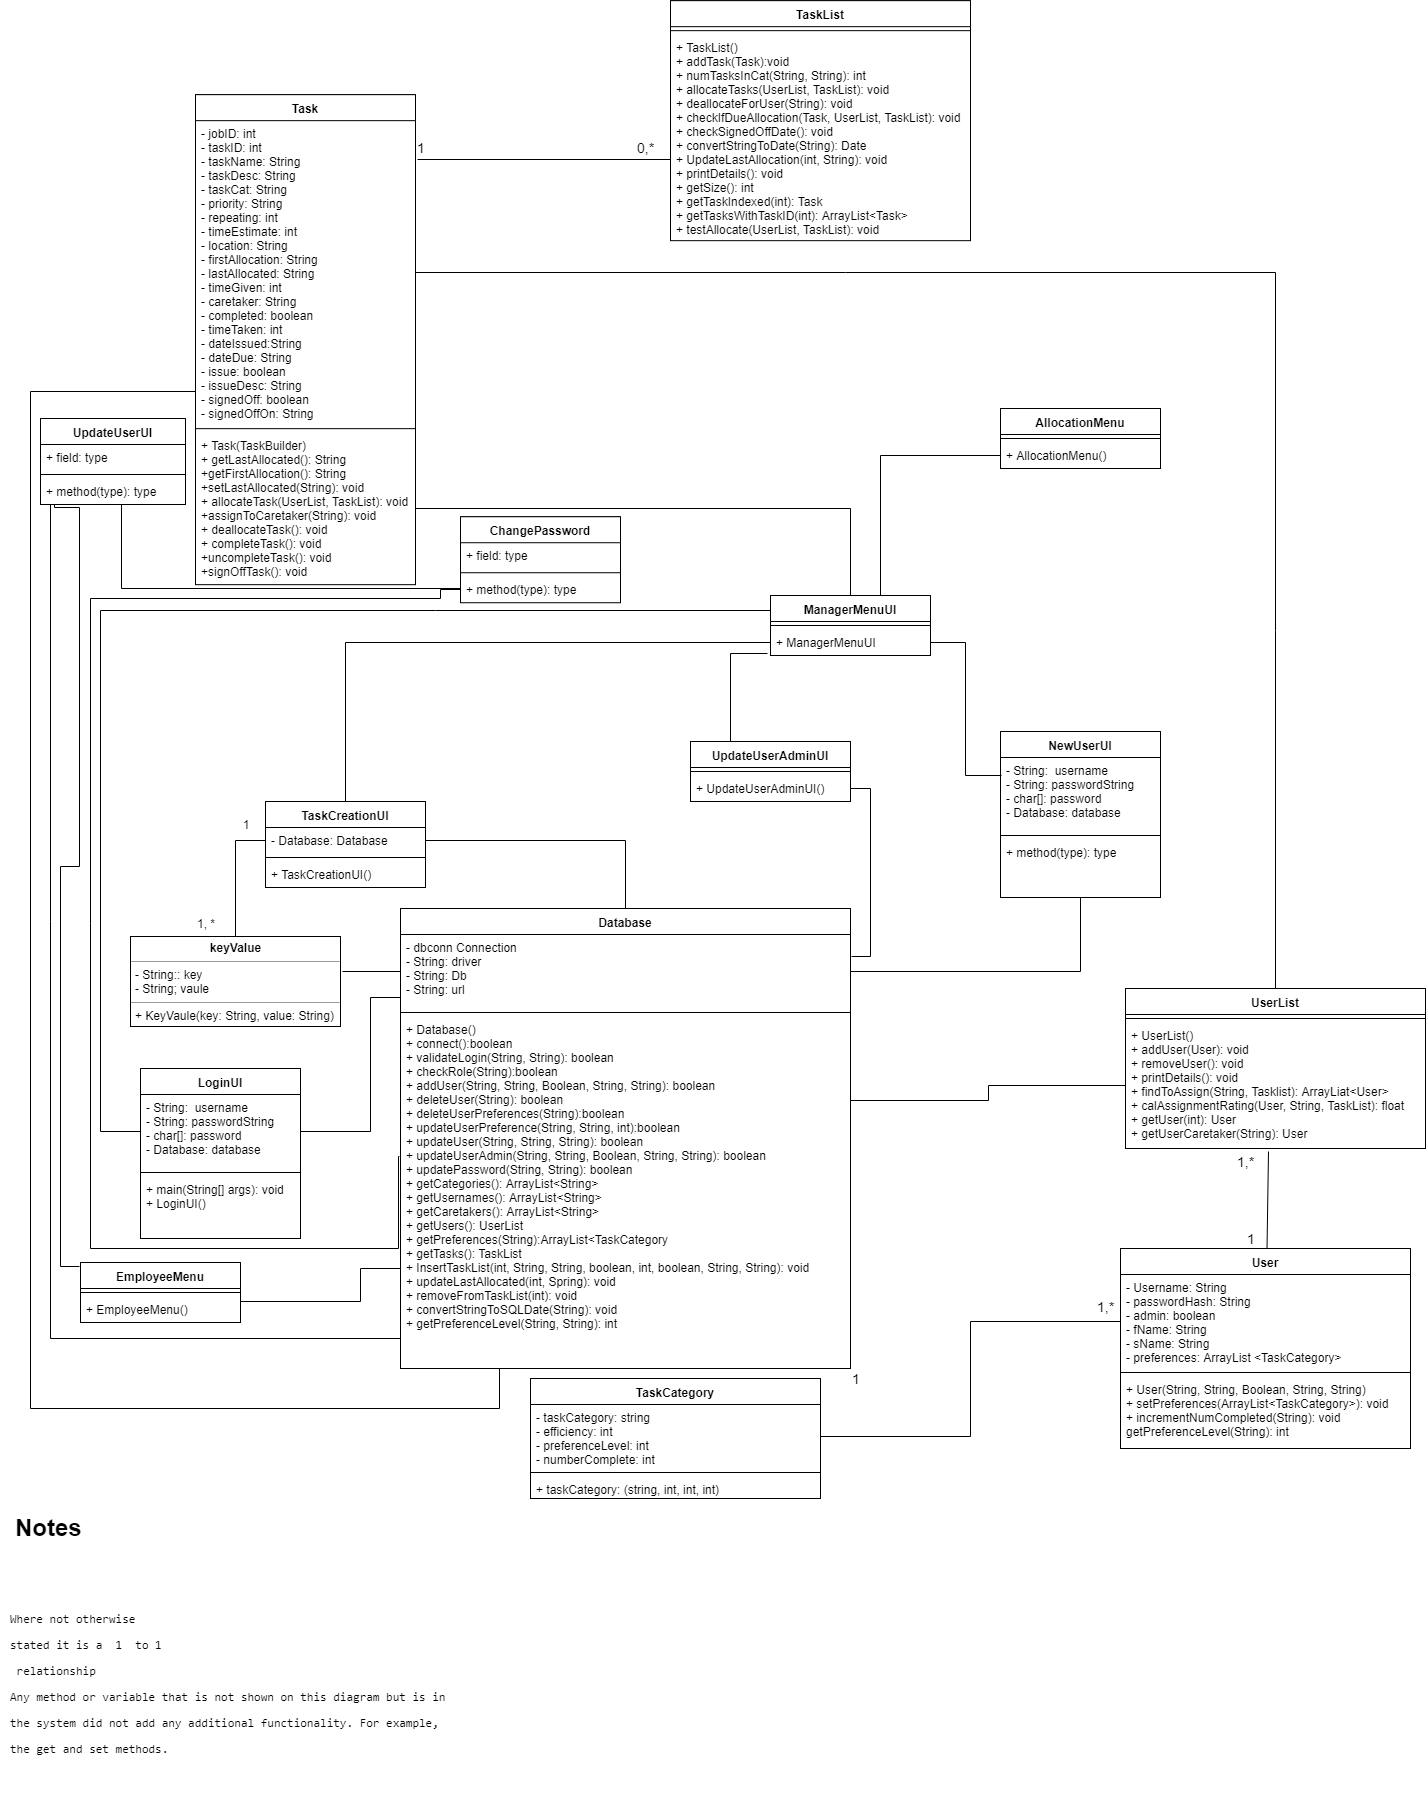 TaskList
+ TaskList()
+ addTask(Task):void
+ numTasksInCat(String, String): int
+ allocateTasks(UserList, TaskList): void
+ deallocateForUser(String): void
+ checkIfDueAllocation(Task, UserList, TaskList): void
+ checkSignedOffDate(): void
+ convertStringToDate(String): Date
+ UpdateLastAllocation(int, String): void
+ printDetails(): void
+ getSize(): int
+ getTaskIndexed(int): Task
+ getTasksWithTaskID(int): ArrayList<Task>
+ testAllocate(UserList, TaskList): void
Task
- jobID: int
- taskID: int
- taskName: String
- taskDesc: String
- taskCat: String
- priority: String
- repeating: int
- timeEstimate: int
- location: String
- firstAllocation: String
- lastAllocated: String
- timeGiven: int
- caretaker: String
- completed: boolean
- timeTaken: int
- dateIssued:String
- dateDue: String
- issue: boolean
- issueDesc: String
- signedOff: boolean
- signedOffOn: String
+ Task(TaskBuilder)
+ getLastAllocated(): String
+getFirstAllocation(): String
+setLastAllocated(String): void
+ allocateTask(UserList, TaskList): void
+assignToCaretaker(String): void
+ deallocateTask(): void
+ completeTask(): void
+uncompleteTask(): void
+signOffTask(): void
1
0,*
UpdateUserUI
+ field: type
+ method(type): type
AllocationMenu
+ AllocationMenu()
ChangePassword
+ field: type
+ method(type): type
ManagerMenuUI
+ ManagerMenuUI
UpdateUserAdminUI
+ UpdateUserAdminUI()
NewUserUI
- String:  username
- String: passwordString
- char[]: password
- Database: database
+ method(type): type
TaskCreationUI
- Database: Database
+ TaskCreationUI()
1
1, *
keyValue
- String:: key
- String; vaule
+ KeyVaule(key: String, value: String)
Database
- dbconn Connection
- String: driver
- String: Db
- String: url
+ Database()
+ connect():boolean
+ validateLogin(String, String): boolean
+ checkRole(String):boolean
+ addUser(String, String, Boolean, String, String): boolean
+ deleteUser(String): boolean
+ deleteUserPreferences(String):boolean
+ updateUserPreference(String, String, int):boolean
+ updateUser(String, String, String): boolean
+ updateUserAdmin(String, String, Boolean, String, String): boolean
+ updatePassword(String, String): boolean
+ getCategories(): ArrayList<String>
+ getUsernames(): ArrayList<String>
+ getCaretakers(): ArrayList<String>
+ getUsers(): UserList
+ getPreferences(String):ArrayList<TaskCategory
+ getTasks(): TaskList
+ InsertTaskList(int, String, String, boolean, int, boolean, String, String): void
+ updateLastAllocated(int, Spring): void
+ removeFromTaskList(int): void
+ convertStringToSQLDate(String): void
+ getPreferenceLevel(String, String): int
UserList
+ UserList()
+ addUser(User): void
+ removeUser(): void
+ printDetails(): void
+ findToAssign(String, Tasklist): ArrayLiat<User>
+ calAssignmentRating(User, String, TaskList): float
+ getUser(int): User
+ getUserCaretaker(String): User
LoginUI
- String:  username
- String: passwordString
- char[]: password
- Database: database
+ main(String[] args): void
+ LoginUI()
1,*
1
EmployeeMenu
+ EmployeeMenu()
User
- Username: String
- passwordHash: String
- admin: boolean
- fName: String
- sName: String
- preferences: ArrayList <TaskCategory>
+ User(String, String, Boolean, String, String)
+ setPreferences(ArrayList<TaskCategory>): void
+ incrementNumCompleted(String): void
getPreferenceLevel(String): int
1,*
1
TaskCategory
- taskCategory: string
- efficiency: int
- preferenceLevel: int
- numberComplete: int
+ taskCategory: (string, int, int, int)
Notes
Where not otherwise
stated it is a  1  to 1
relationship
Any method or variable that is not shown on this diagram but is in
the system did not add any additional functionality. For example,
the get and set methods.